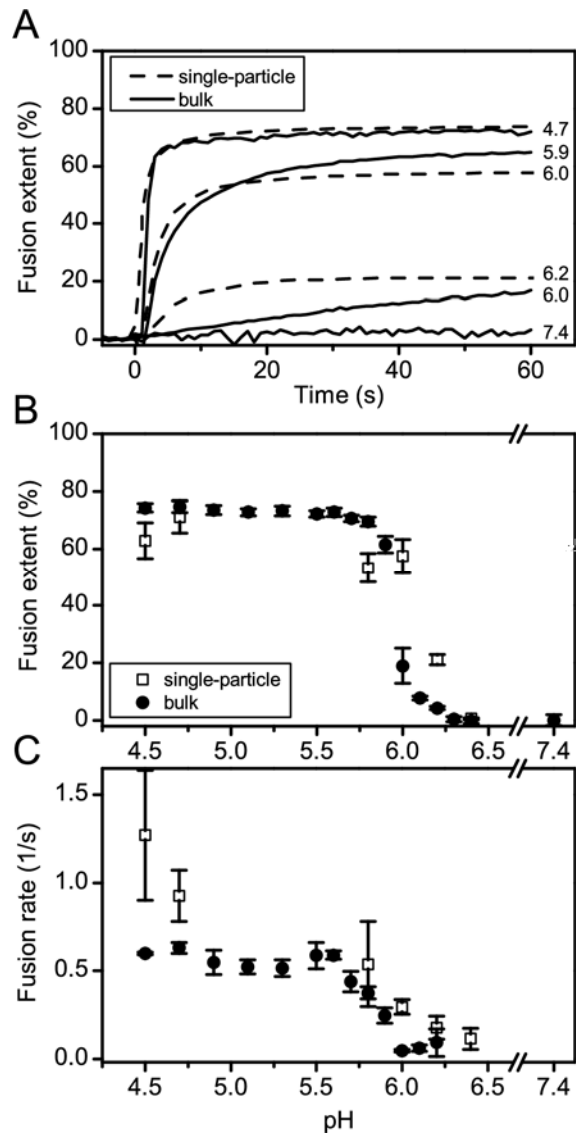 A
100
80
60
40
20
0
Fusion extent (%)
single-particle
bulk
4.7
5.9
6.0
6.2
6.0
7.4
0 20 40 60
Time (s)
B
100
80
60
40
20
0
Fusion extent (%)
single-particle
bulk
4.5 5.0 5.5 6.0 6.5 7.4
C
1.5
1.0
0.5
0.0
Fusion rate (1/s)
4.5 5.0 5.5 6.0 6.5 7.4
pH